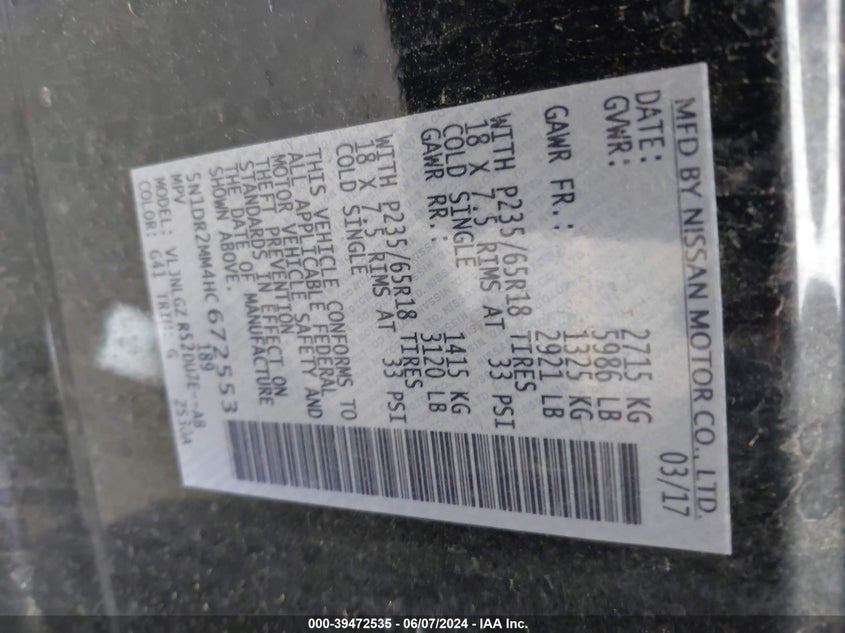 MFD BY NISSAN MOTOR CO., LTD.
DATE: 03/17
GVWR: 2715 KG
5986 LB
GAWR FR.: 1325 KG
2921 LB
WITH P235/65R18 TIRES
18 X 7.5 RIMS AT 33 PSI
COLD SINGLE
GAWR RR.: 1415 KG
3120 LB
WITH P235/65R18 TIRES
18 X 7.5 RIMS AT 33 PSI
COLD SINGLE
THIS VEHICLE CONFORMS TO
ALL APPLICABLE FEDERAL
MOTOR VEHICLE SAFETY AND
THEFT PREVENTION
STANDARDS IN EFFECT ON
THE DATE OF MANUFACTURE
SHOWN ABOVE.
5N1DR2MM4HC672553
MPV 189
MODEL: VLJNLGZ R52DUZE--AB
COLOR: G41 TRIM: G
000-39472535 - 06/07/2024 - IAA Inc.